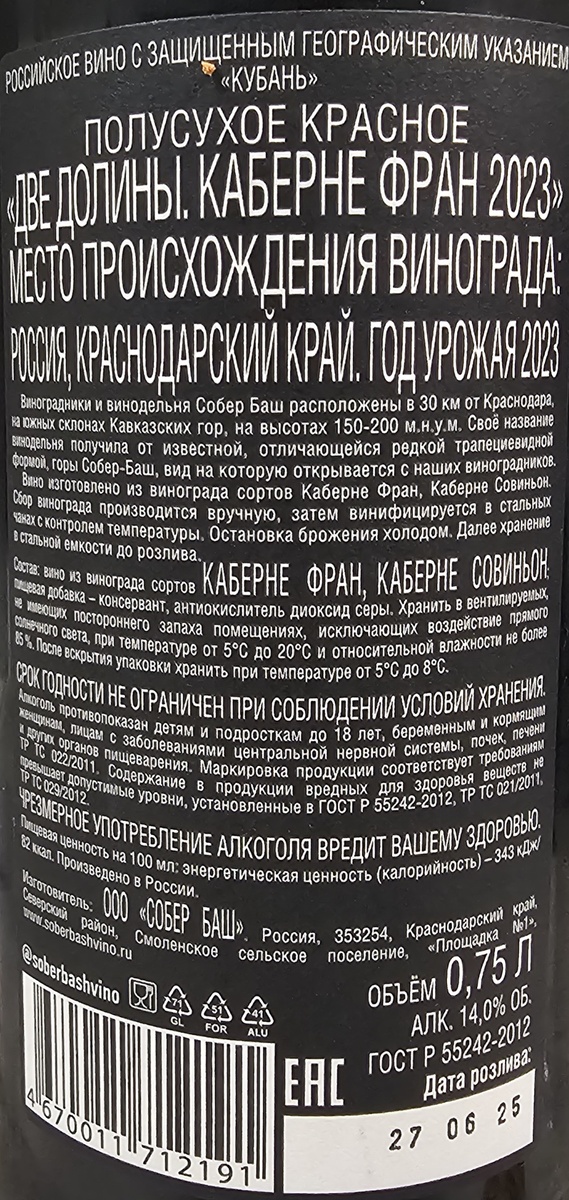 РОССИЙСКОЕ ВИНО С ЗАЩИЩЕННЫМ ГЕОГРАФИЧЕСКИМ УКАЗАНИЕМ
«КУБАНЬ»
ПОЛУСУХОЕ КРАСНОЕ
«ДВЕ ДОЛИНЫ. КАБЕРНЕ ФРАН 2023»
МЕСТО ПРОИСХОЖДЕНИЯ ВИНОГРАДА:
РОССИЯ, КРАСНОДАРСКИЙ КРАЙ. ГОД УРОЖАЯ 2023
Виноградники и винодельня Собер Баш расположены в 30 км от Краснодара,
на южных склонах Кавказских гор, на высотах 150-200 м.н.у.м. Своё название
винодельня получила от известной, отличающейся редкой трапециевидной
формой, горы Собер-Баш, вид на которую открывается с наших виноградников.
Вино изготовлено из винограда сортов Каберне Фран, Каберне Совиньон.
Сбор винограда производится вручную, затем винифицируется в стальных
чанах с контролем температуры. Остановка брожения холодом. Далее хранение
в стальной емкости до розлива.
Состав: вино из винограда сортов КАБЕРНЕ ФРАН, КАБЕРНЕ СОВИНЬОН,
пищевая добавка – консервант, антиокислитель диоксид серы. Хранить в вентилируемых,
не имеющих постороннего запаха помещениях, исключающих воздействие прямого
солнечного света, при температуре от 5°С до 20°С и относительной влажности не более
85 %. После вскрытия упаковки хранить при температуре от 5°С до 8°С.
СРОК ГОДНОСТИ НЕ ОГРАНИЧЕН ПРИ СОБЛЮДЕНИИ УСЛОВИЙ ХРАНЕНИЯ.
Алкоголь противопоказан детям и подросткам до 18 лет, беременным и кормящим
женщинам, лицам с заболеваниями центральной нервной системы, почек, печени
и других органов пищеварения. Маркировка продукции соответствует требованиям
ТР ТС 022/2011. Содержание в продукции вредных для здоровья веществ не
превышает допустимые уровни, установленные в ГОСТ Р 55242-2012, ТР ТС 021/2011,
ТР ТС 029/2012.
ЧРЕЗМЕРНОЕ УПОТРЕБЛЕНИЕ АЛКОГОЛЯ ВРЕДИТ ВАШЕМУ ЗДОРОВЬЮ.
Пищевая ценность на 100 мл: энергетическая ценность (калорийность) – 343 кДж/
82 ккал. Произведено в России.
Изготовитель: ООО «СОБЕР БАШ». Россия, 353254, Краснодарский край,
Северский район, Смоленское сельское поселение, «Площадка №1»,
www.soberbashvino.ru
@soberbashvino
71
GL
51
FOR
41
ALU
ОБЪЁМ 0,75 Л
АЛК. 14,0% ОБ.
ГОСТ Р 55242-2012
Дата розлива:
EAC
27 06 25
4 670011 712191